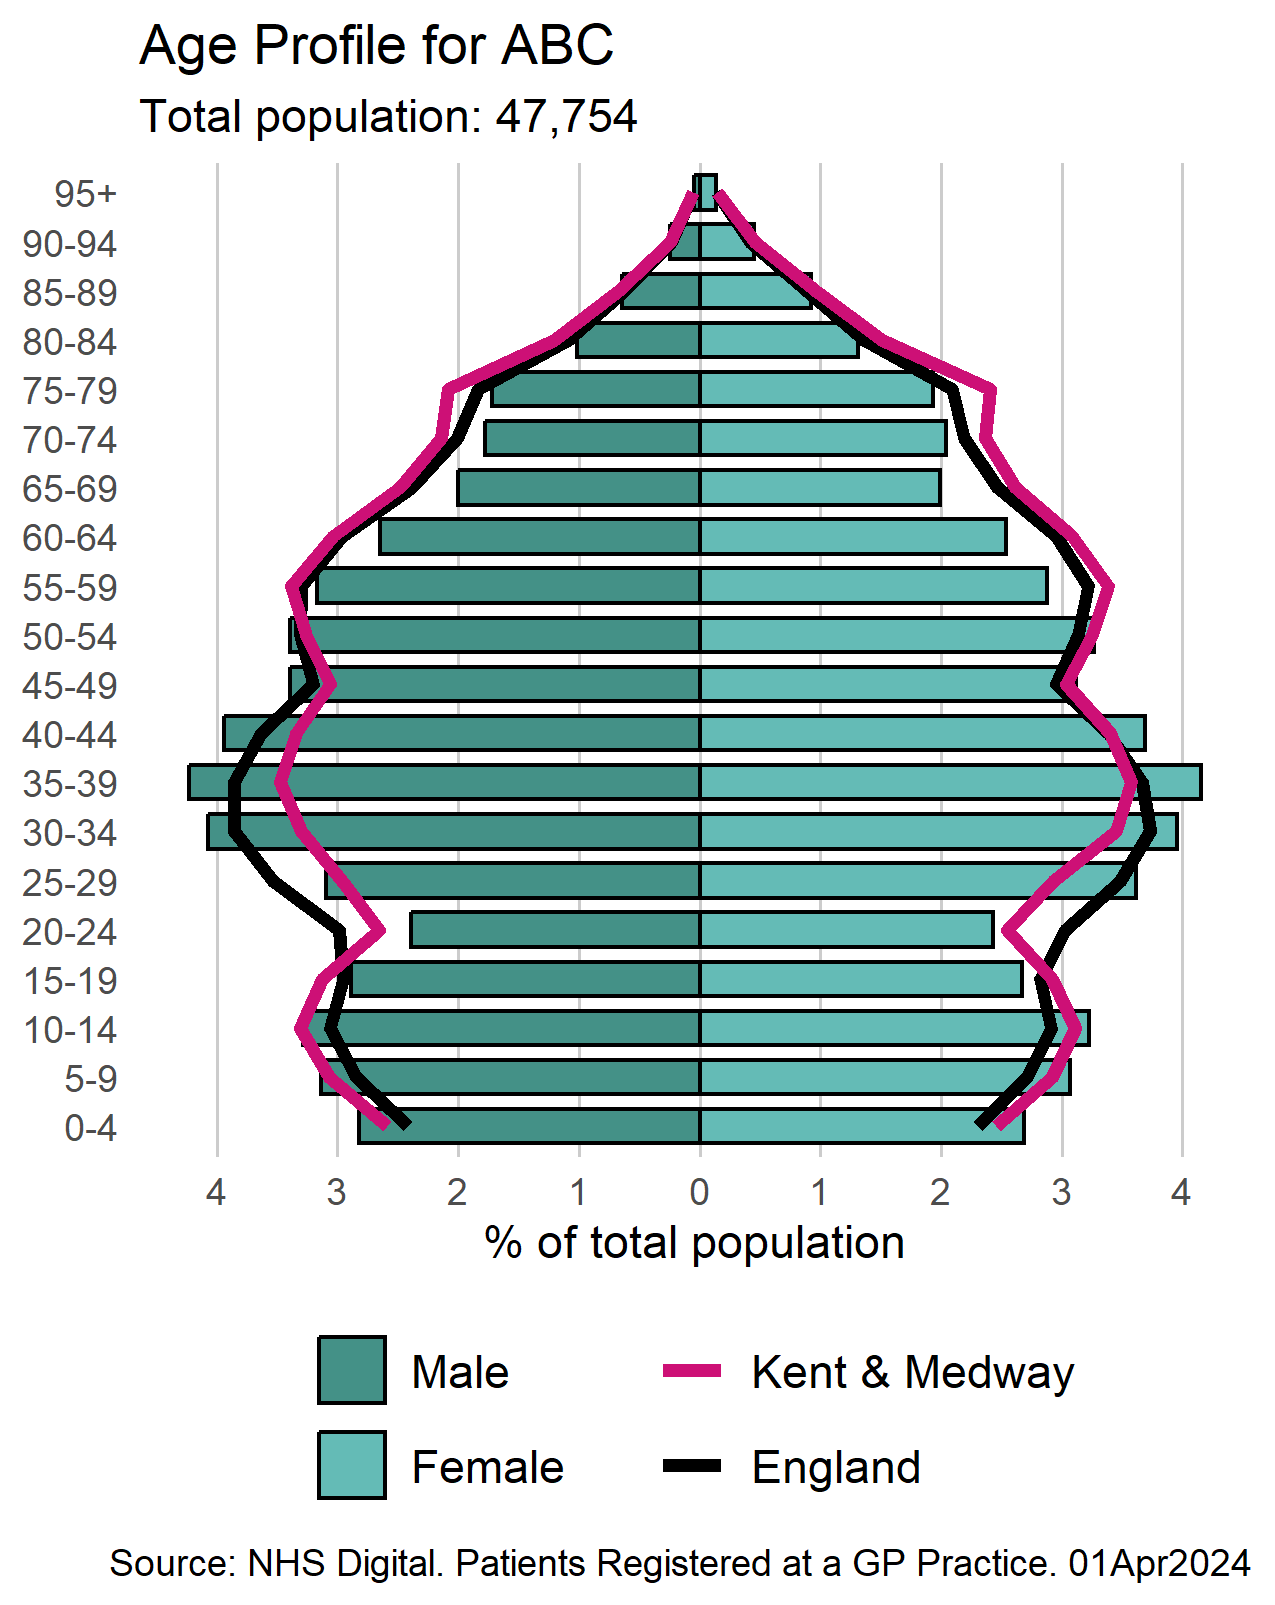 Age Profile for ABC
Total population: 47,754
95+
90-94
85-89
80-84
75-79
70-74
65-69
60-64
55-59
50-54
45-49
40-44
35-39
30-34
25-29
20-24
15-19
10-14
5-9
0-4
4 3 2 1 0 1 2 3 4
% of total population
Male Kent & Medway
Female England
Source: NHS Digital. Patients Registered at a GP Practice. 01Apr2024